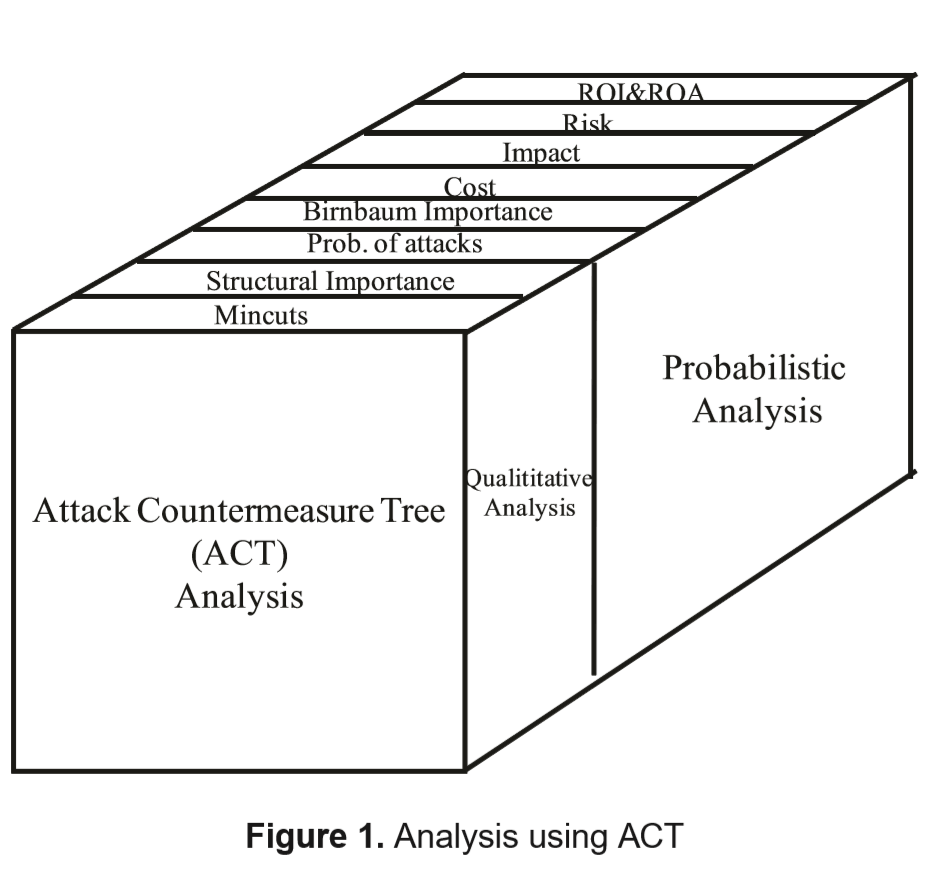 ROI&ROA
Risk
Impact
Cost
Birnbaum Importance
Prob. of attacks
Structural Importance
Mincuts
Attack Countermeasure Tree
(ACT)
Analysis
Qualititative
Analysis
Probabilistic
Analysis
Figure 1. Analysis using ACT